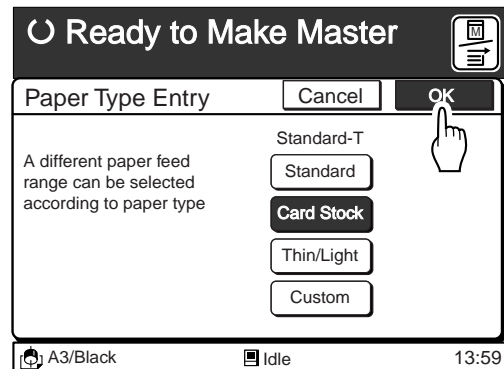 Ready to Make Master
M
Paper Type Entry
Cancel
OK
Standard-T
A different paper feed
range can be selected
according to paper type
Standard
Card Stock
Thin/Light
Custom
A3/Black
Idle
13:59